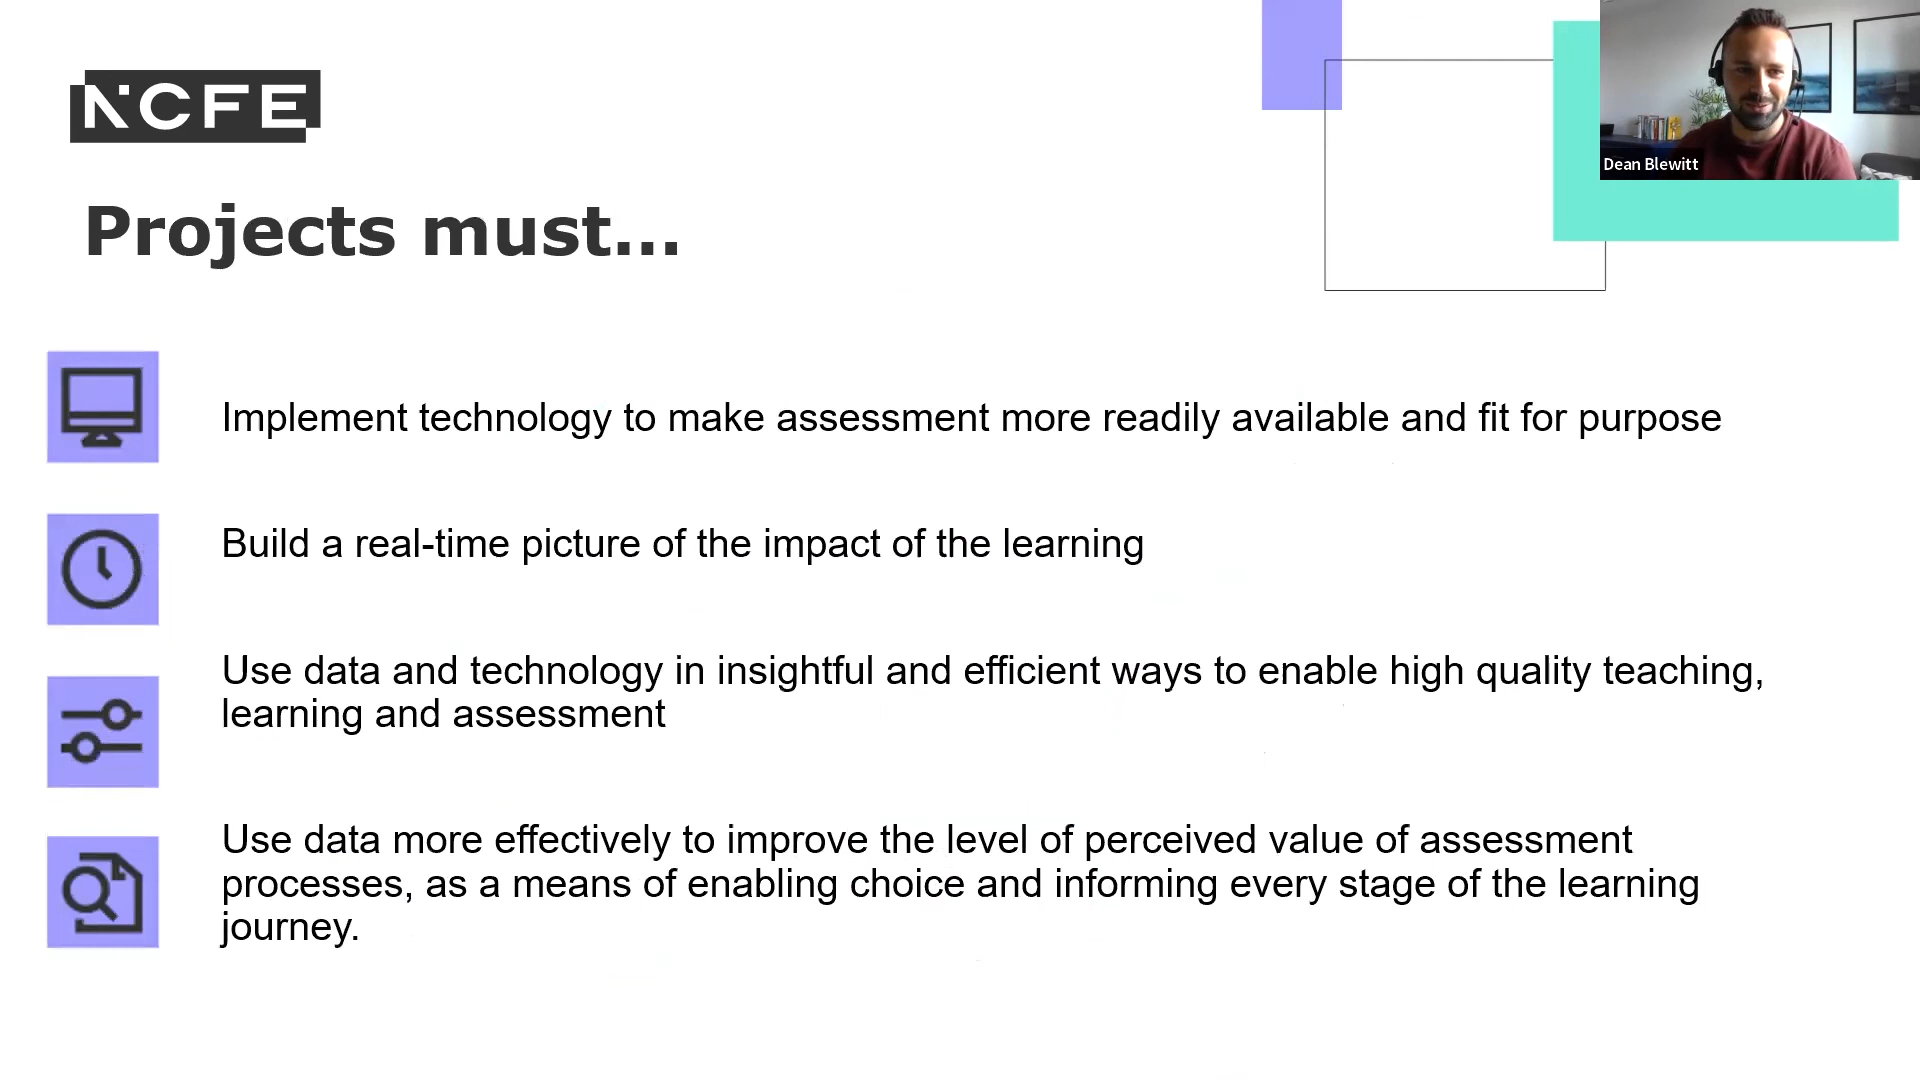 NCFE
Dean Blewitt
Projects must...
Implement technology to make assessment more readily available and fit for purpose
Build a real-time picture of the impact of the learning
Use data and technology in insightful and efficient ways to enable high quality teaching,
learning and assessment
Use data more effectively to improve the level of perceived value of assessment
processes, as a means of enabling choice and informing every stage of the learning
journey.